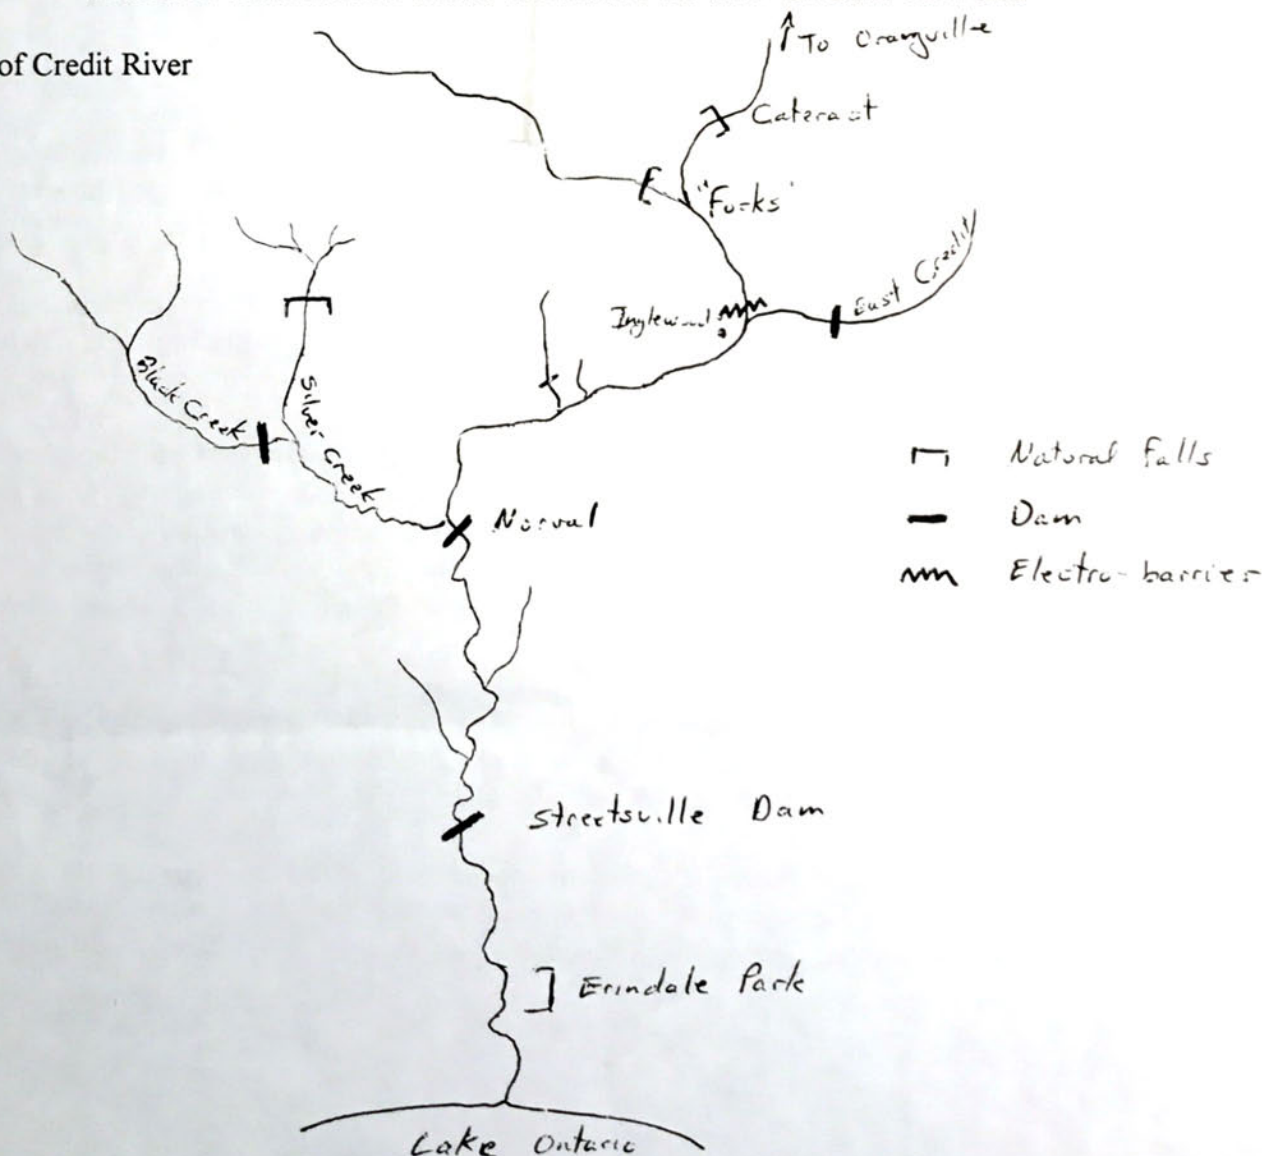 of Credit River
To Orangville
Cateract
"Forks"
East Credit
Inglewood
Black Creek
Silver Creek
Natural Falls
Norval
Dam
Electro-barrier
Streetsville Dam
Erindale Park
Lake Ontario